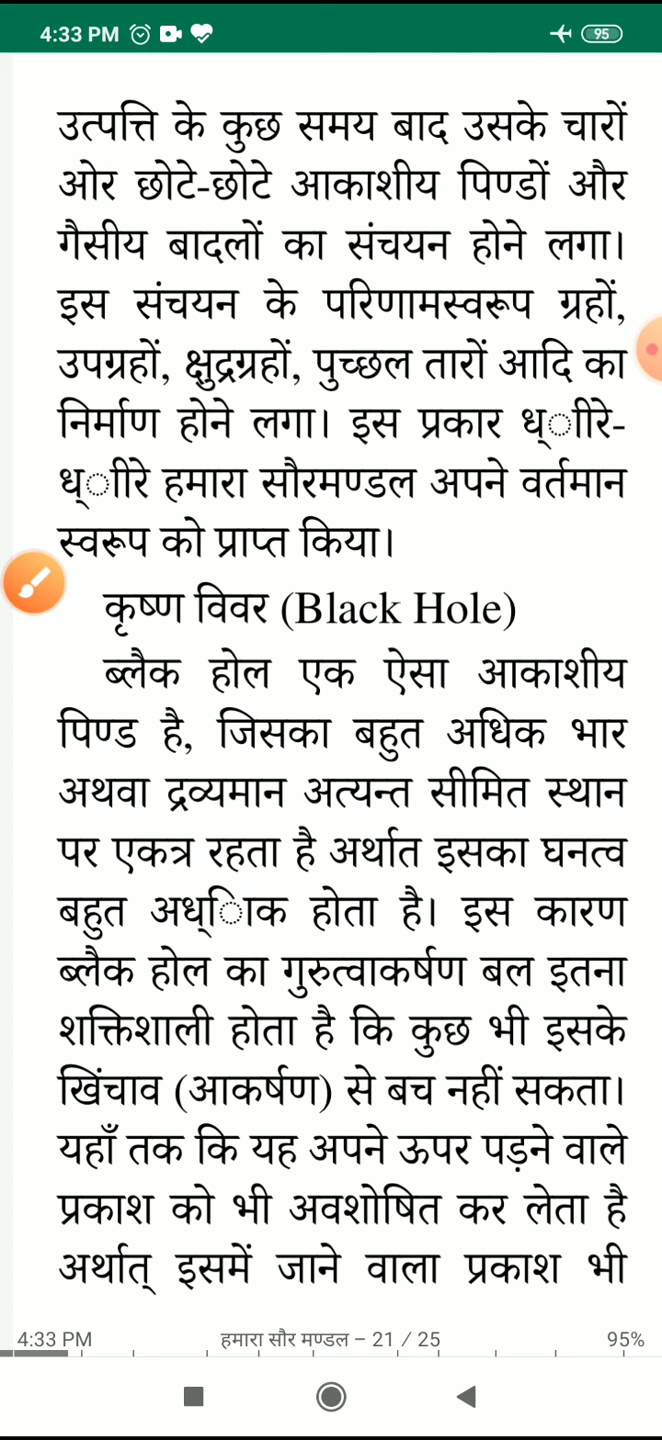 4:33 PM
95
उत्पत्ति के कुछ समय बाद उसके चारों
ओर छोटे-छोटे आकाशीय पिण्डों और
गैसीय बादलों का संचयन होने लगा।
इस संचयन के परिणामस्वरूप ग्रहों,
उपग्रहों, क्षुद्रग्रहों, पुच्छल तारों आदि का
निर्माण होने लगा। इस प्रकार ध्ाीरे-
ध्ाीरे हमारा सौरमण्डल अपने वर्तमान
स्वरूप को प्राप्त किया।
कृष्ण विवर (Black Hole)
ब्लैक होल एक ऐसा आकाशीय
पिण्ड है, जिसका बहुत अधिक भार
अथवा द्रव्यमान अत्यन्त सीमित स्थान
पर एकत्र रहता है अर्थात इसका घनत्व
बहुत अध्िाक होता है। इस कारण
ब्लैक होल का गुरुत्वाकर्षण बल इतना
शक्तिशाली होता है कि कुछ भी इसके
खिंचाव (आकर्षण) से बच नहीं सकता।
यहाँ तक कि यह अपने ऊपर पड़ने वाले
प्रकाश को भी अवशोषित कर लेता है
अर्थात् इसमें जाने वाला प्रकाश भी
4:33 PM हमारा सौर मण्डल – 21 / 25 95%